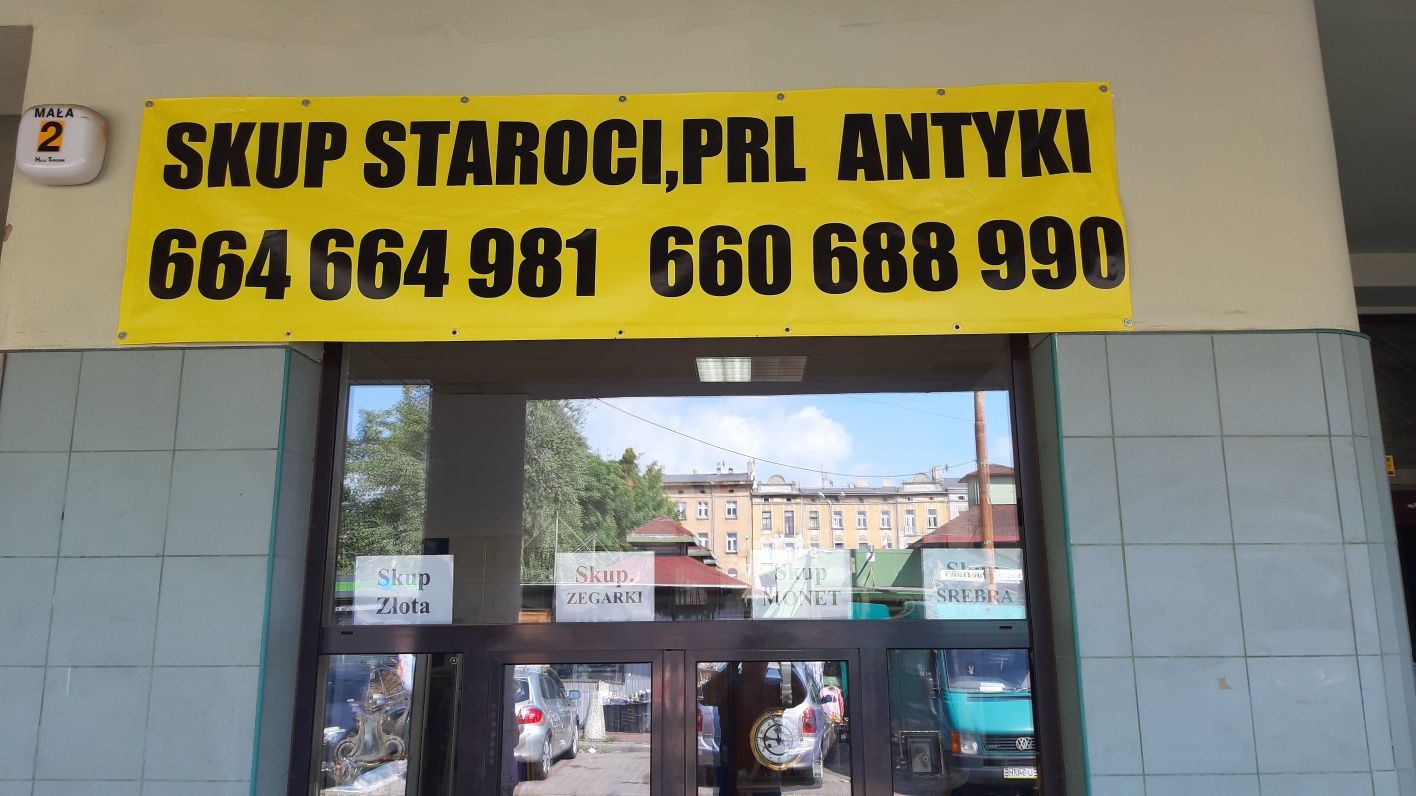 MAŁA
2
SKUP STAROCI,PRL ANTYKI
664 664 981 660 688 990
Skup
Złota
Skup.
ZEGARKI
Skup
MONET
SREBRA